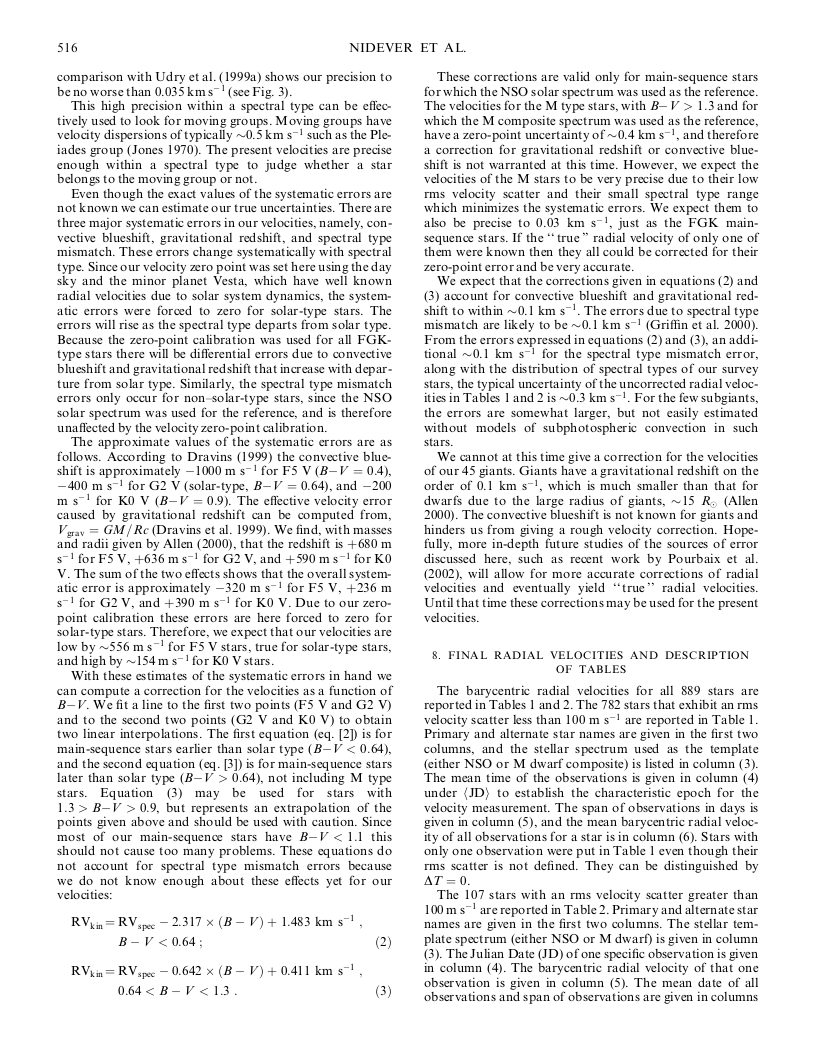 516
NIDEVER ET AL.
comparison with Udry et al. (1999a) shows our precision to
be no worse than 0.035 km s⁻¹ (see Fig. 3).
This high precision within a spectral type can be effec-
tively used to look for moving groups. Moving groups have
velocity dispersions of typically ~0.5 km s⁻¹ such as the Ple-
iades group (Jones 1970). The present velocities are precise
enough within a spectral type to judge whether a star
belongs to the moving group or not.
Even though the exact values of the systematic errors are
not known we can estimate our true uncertainties. There are
three major systematic errors in our velocities, namely, con-
vective blueshift, gravitational redshift, and spectral type
mismatch. These errors change systematically with spectral
type. Since our velocity zero point was set here using the day
sky and the minor planet Vesta, which have well known
radial velocities due to solar system dynamics, the system-
atic errors were forced to zero for solar-type stars. The
errors will rise as the spectral type departs from solar type.
Because the zero-point calibration was used for all FGK-
type stars there will be differential errors due to convective
blueshift and gravitational redshift that increase with depar-
ture from solar type. Similarly, the spectral type mismatch
errors only occur for non–solar-type stars, since the NSO
solar spectrum was used for the reference, and is therefore
unaffected by the velocity zero-point calibration.
The approximate values of the systematic errors are as
follows. According to Dravins (1999) the convective blue-
shift is approximately −1000 m s⁻¹ for F5 V (B−V = 0.4),
−400 m s⁻¹ for G2 V (solar-type, B−V = 0.64), and −200
m s⁻¹ for K0 V (B−V = 0.9). The effective velocity error
caused by gravitational redshift can be computed from,
V_grav = GM/Rc (Dravins et al. 1999). We find, with masses
and radii given by Allen (2000), that the redshift is +680 m
s⁻¹ for F5 V, +636 m s⁻¹ for G2 V, and +590 m s⁻¹ for K0
V. The sum of the two effects shows that the overall system-
atic error is approximately −320 m s⁻¹ for F5 V, +236 m
s⁻¹ for G2 V, and +390 m s⁻¹ for K0 V. Due to our zero-
point calibration these errors are here forced to zero for
solar-type stars. Therefore, we expect that our velocities are
low by ~556 m s⁻¹ for F5 V stars, true for solar-type stars,
and high by ~154 m s⁻¹ for K0 V stars.
With these estimates of the systematic errors in hand we
can compute a correction for the velocities as a function of
B−V. We fit a line to the first two points (F5 V and G2 V)
and to the second two points (G2 V and K0 V) to obtain
two linear interpolations. The first equation (eq. [2]) is for
main-sequence stars earlier than solar type (B−V < 0.64),
and the second equation (eq. [3]) is for main-sequence stars
later than solar type (B−V > 0.64), not including M type
stars. Equation (3) may be used for stars with
1.3 > B−V > 0.9, but represents an extrapolation of the
points given above and should be used with caution. Since
most of our main-sequence stars have B−V < 1.1 this
should not cause too many problems. These equations do
not account for spectral type mismatch errors because
we do not know enough about these effects yet for our
velocities:
RV_kin = RV_spec − 2.317 × (B − V) + 1.483 km s⁻¹ ,
B − V < 0.64 ; (2)
RV_kin = RV_spec − 0.642 × (B − V) + 0.411 km s⁻¹ ,
0.64 < B − V < 1.3 . (3)
These corrections are valid only for main-sequence stars
for which the NSO solar spectrum was used as the reference.
The velocities for the M type stars, with B−V > 1.3 and for
which the M composite spectrum was used as the reference,
have a zero-point uncertainty of ~0.4 km s⁻¹, and therefore
a correction for gravitational redshift or convective blue-
shift is not warranted at this time. However, we expect the
velocities of the M stars to be very precise due to their low
rms velocity scatter and their small spectral type range
which minimizes the systematic errors. We expect them to
also be precise to 0.03 km s⁻¹, just as the FGK main-
sequence stars. If the ‘‘ true ’’ radial velocity of only one of
them were known then they all could be corrected for their
zero-point error and be very accurate.
We expect that the corrections given in equations (2) and
(3) account for convective blueshift and gravitational red-
shift to within ~0.1 km s⁻¹. The errors due to spectral type
mismatch are likely to be ~0.1 km s⁻¹ (Griffin et al. 2000).
From the errors expressed in equations (2) and (3), an addi-
tional ~0.1 km s⁻¹ for the spectral type mismatch error,
along with the distribution of spectral types of our survey
stars, the typical uncertainty of the uncorrected radial veloc-
ities in Tables 1 and 2 is ~0.3 km s⁻¹. For the few subgiants,
the errors are somewhat larger, but not easily estimated
without models of subphotospheric convection in such
stars.
We cannot at this time give a correction for the velocities
of our 45 giants. Giants have a gravitational redshift on the
order of 0.1 km s⁻¹, which is much smaller than that for
dwarfs due to the large radius of giants, ~15 R☉ (Allen
2000). The convective blueshift is not known for giants and
hinders us from giving a rough velocity correction. Hope-
fully, more in-depth future studies of the sources of error
discussed here, such as recent work by Pourbaix et al.
(2002), will allow for more accurate corrections of radial
velocities and eventually yield ‘‘true’’ radial velocities.
Until that time these corrections may be used for the present
velocities.
8. FINAL RADIAL VELOCITIES AND DESCRIPTION
OF TABLES
The barycentric radial velocities for all 889 stars are
reported in Tables 1 and 2. The 782 stars that exhibit an rms
velocity scatter less than 100 m s⁻¹ are reported in Table 1.
Primary and alternate star names are given in the first two
columns, and the stellar spectrum used as the template
(either NSO or M dwarf composite) is listed in column (3).
The mean time of the observations is given in column (4)
under ⟨JD⟩ to establish the characteristic epoch for the
velocity measurement. The span of observations in days is
given in column (5), and the mean barycentric radial veloc-
ity of all observations for a star is in column (6). Stars with
only one observation were put in Table 1 even though their
rms scatter is not defined. They can be distinguished by
ΔT = 0.
The 107 stars with an rms velocity scatter greater than
100 m s⁻¹ are reported in Table 2. Primary and alternate star
names are given in the first two columns. The stellar tem-
plate spectrum (either NSO or M dwarf) is given in column
(3). The Julian Date (JD) of one specific observation is given
in column (4). The barycentric radial velocity of that one
observation is given in column (5). The mean date of all
observations and span of observations are given in columns